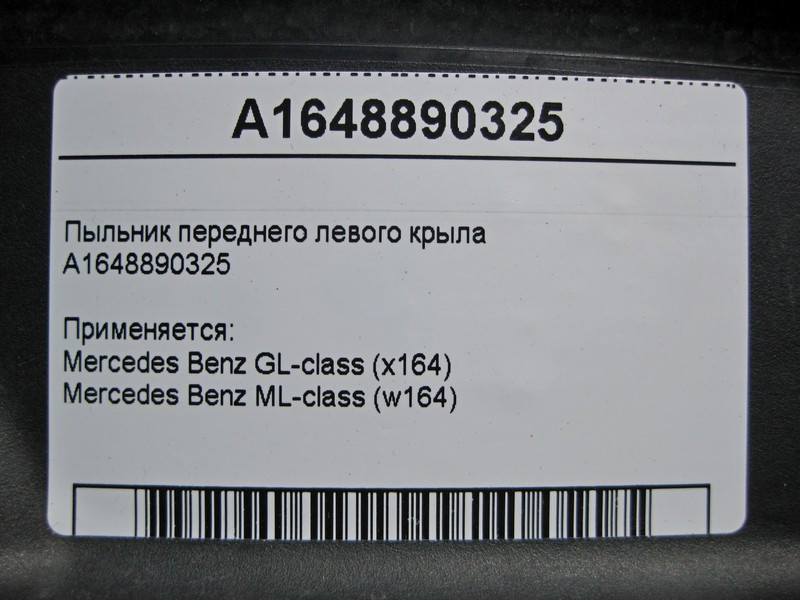 A1648890325
Пыльник переднего левого крыла
A1648890325
Применяется:
Mercedes Benz GL-class (x164)
Mercedes Benz ML-class (w164)